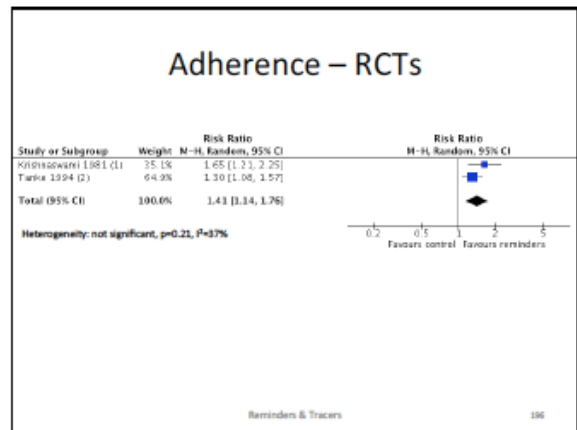 Adherence – RCTs
Risk Ratio Risk Ratio
Study or Subgroup Weight M-H, Random, 95% CI M-H, Random, 95% CI
Krishnaswami 1981 (1) 35.1% 1.65 [1.21, 2.25]
Tanke 1994 (2) 64.9% 1.30 [1.08, 1.57]
Total (95% CI) 100.0% 1.41 [1.14, 1.76]
Heterogeneity: not significant, p=0.21, I²=37%
0.2 0.5 1 2 5
Favours control Favours reminders
Reminders & Tracers 196